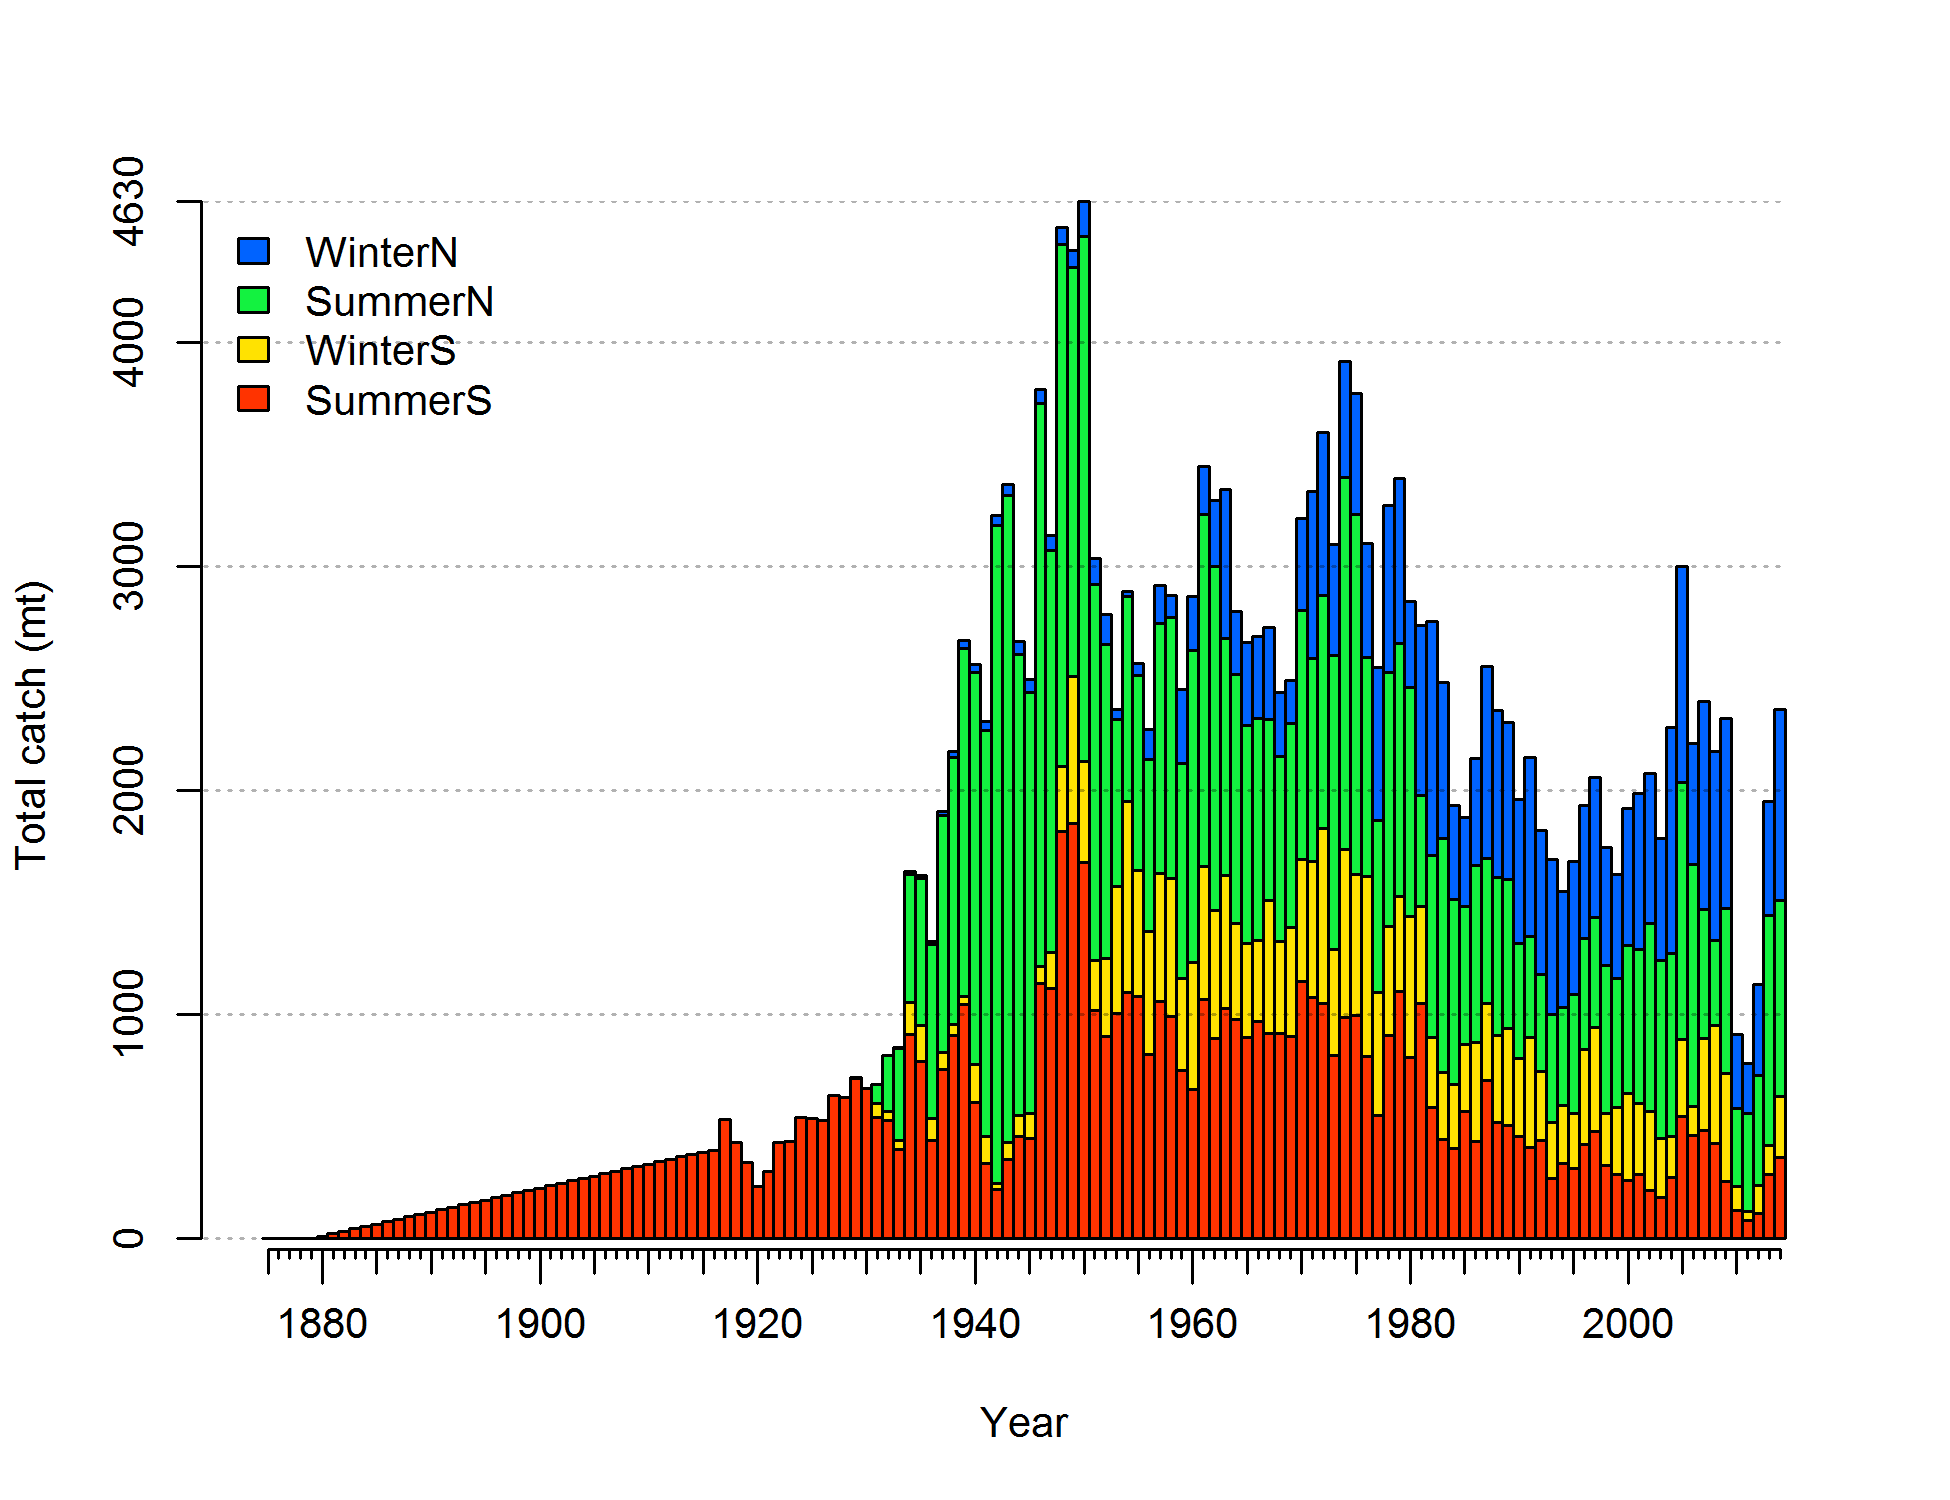 4630
4000
3000
2000
1000
0
Total catch (mt)
WinterN
SummerN
WinterS
SummerS
1880 1900 1920 1940 1960 1980 2000
Year